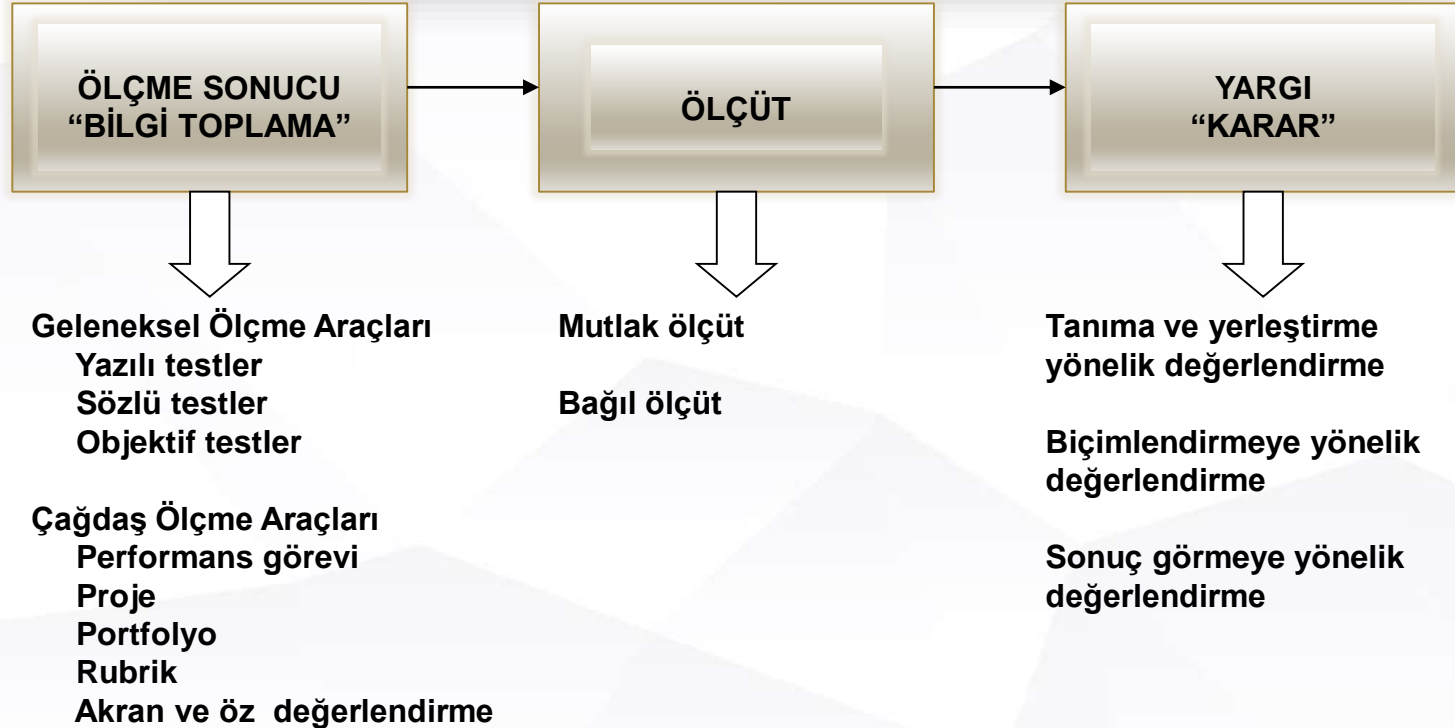 ÖLÇME SONUCU
“BİLGİ TOPLAMA”
ÖLÇÜT
YARGI
“KARAR”
Geleneksel Ölçme Araçları
Yazılı testler
Sözlü testler
Objektif testler
Çağdaş Ölçme Araçları
Performans görevi
Proje
Portfolyo
Rubrik
Akran ve öz değerlendirme
Mutlak ölçüt
Bağıl ölçüt
Tanıma ve yerleştirme
yönelik değerlendirme
Biçimlendirmeye yönelik
değerlendirme
Sonuç görmeye yönelik
değerlendirme